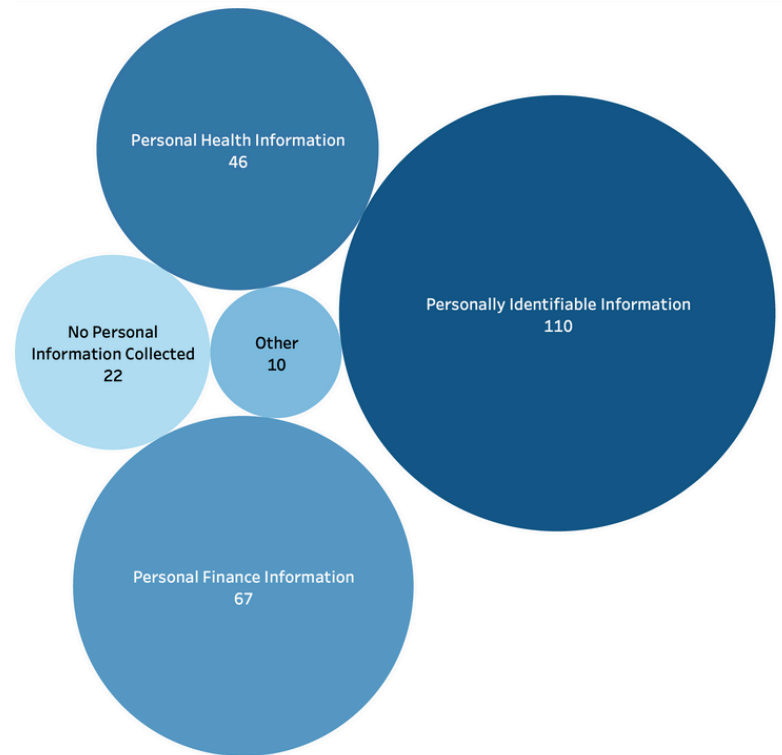 Personal Health Information
46
Personally Identifiable Information
110
No Personal
Information Collected
22
Other
10
Personal Finance Information
67